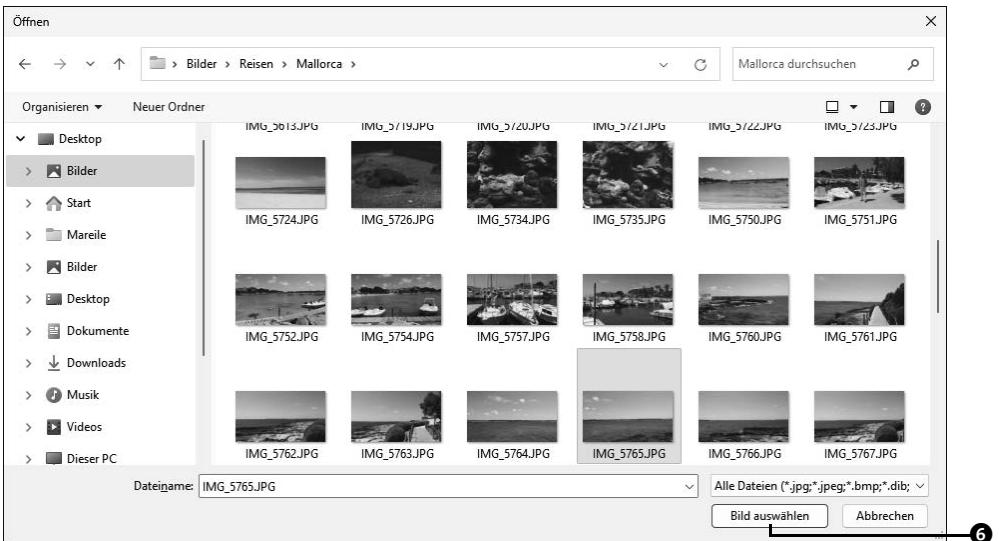 Öffnen
Bilder > Reisen > Mallorca >
Mallorca durchsuchen
Organisieren
Neuer Ordner
Desktop
Bilder
Start
Mareile
Bilder
Desktop
Dokumente
Downloads
Musik
Videos
Dieser PC
IMG_5613.JPG IMG_5719.JPG IMG_5720.JPG IMG_5721.JPG IMG_5722.JPG IMG_5723.JPG
IMG_5724.JPG IMG_5726.JPG IMG_5734.JPG IMG_5735.JPG IMG_5750.JPG IMG_5751.JPG
IMG_5752.JPG IMG_5754.JPG IMG_5757.JPG IMG_5758.JPG IMG_5760.JPG IMG_5761.JPG
IMG_5762.JPG IMG_5763.JPG IMG_5764.JPG IMG_5765.JPG IMG_5766.JPG IMG_5767.JPG
Dateiname: IMG_5765.JPG
Alle Dateien (*.jpg;*.jpeg;*.bmp;*.dib;
Bild auswählen
Abbrechen
6